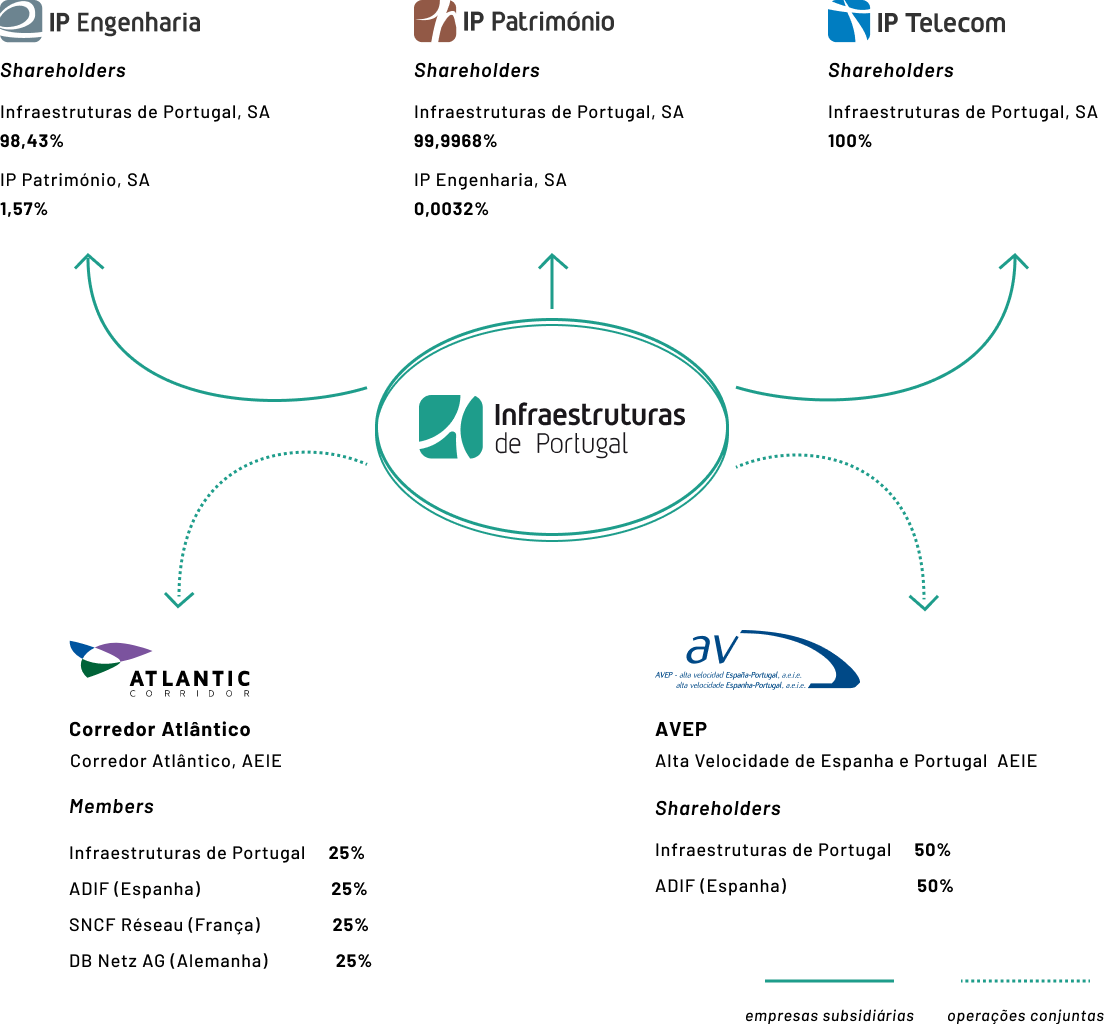 IP Engenharia
Shareholders
Infraestruturas de Portugal, SA
98,43%
IP Património, SA
1,57%
IP Património
Shareholders
Infraestruturas de Portugal, SA
99,9968%
IP Engenharia, SA
0,0032%
IP Telecom
Shareholders
Infraestruturas de Portugal, SA
100%
Infraestruturas
de Portugal
ATLANTIC
CORRIDOR
Corredor Atlântico
Corredor Atlântico, AEIE
Members
Infraestruturas de Portugal 25%
ADIF (Espanha) 25%
SNCF Réseau (França) 25%
DB Netz AG (Alemanha) 25%
av
AVEP - alta velocidad España-Portugal, a.e.i.e.
alta velocidade Espanha-Portugal, a.e.i.e.
AVEP
Alta Velocidade de Espanha e Portugal AEIE
Shareholders
Infraestruturas de Portugal 50%
ADIF (Espanha) 50%
empresas subsidiárias
operações conjuntas